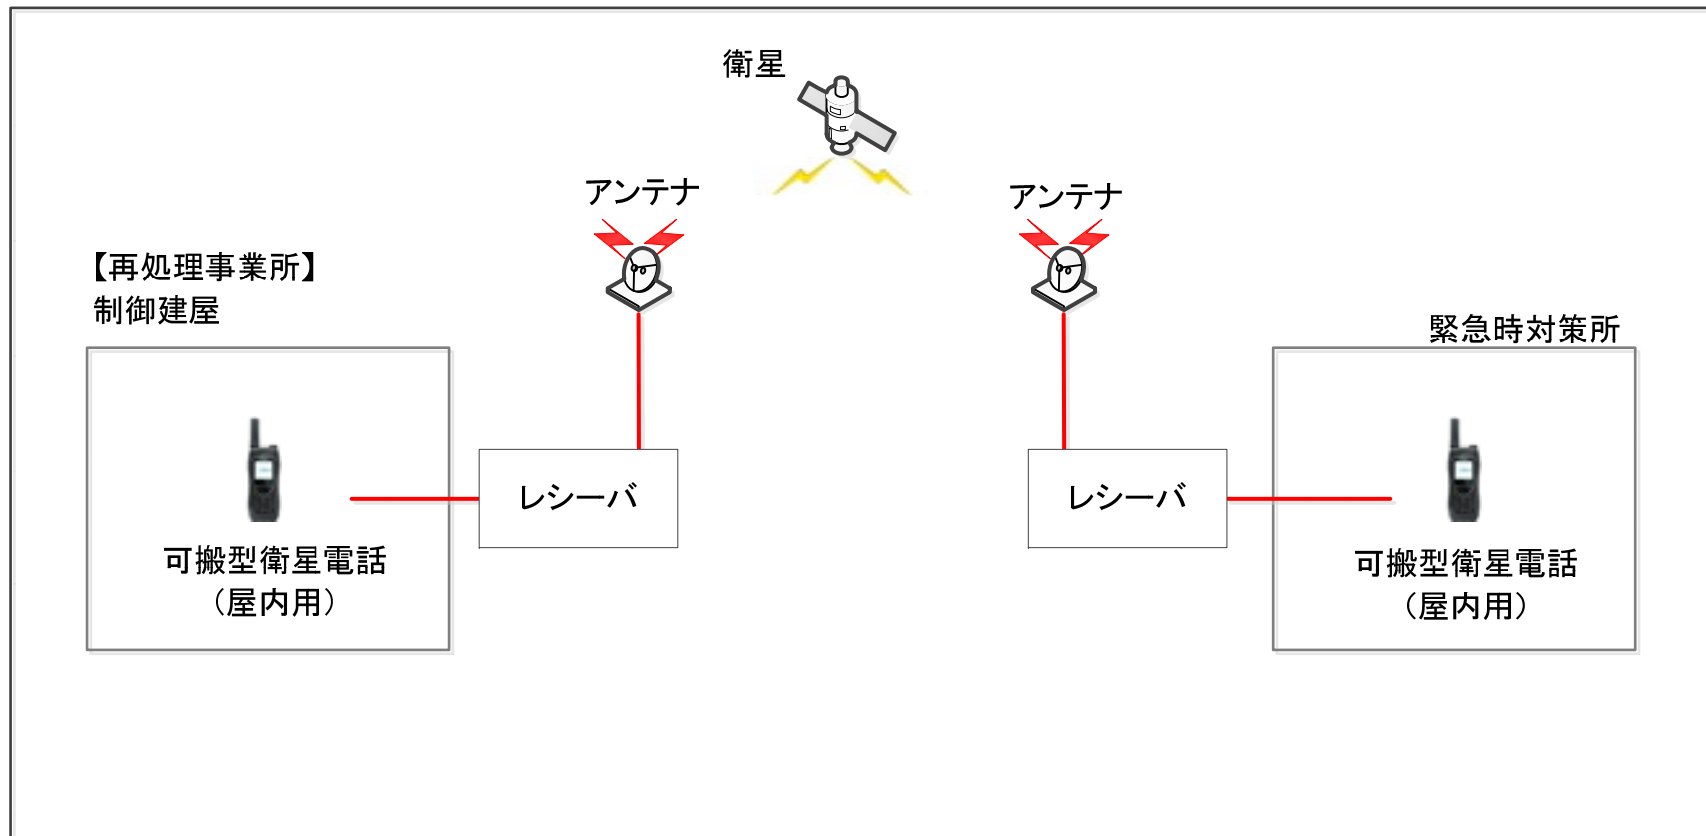 衛星
アンテナ
アンテナ
【再処理事業所】
制御建屋
緊急時対策所
レシーバ
レシーバ
可搬型衛星電話
（屋内用）
可搬型衛星電話
（屋内用）